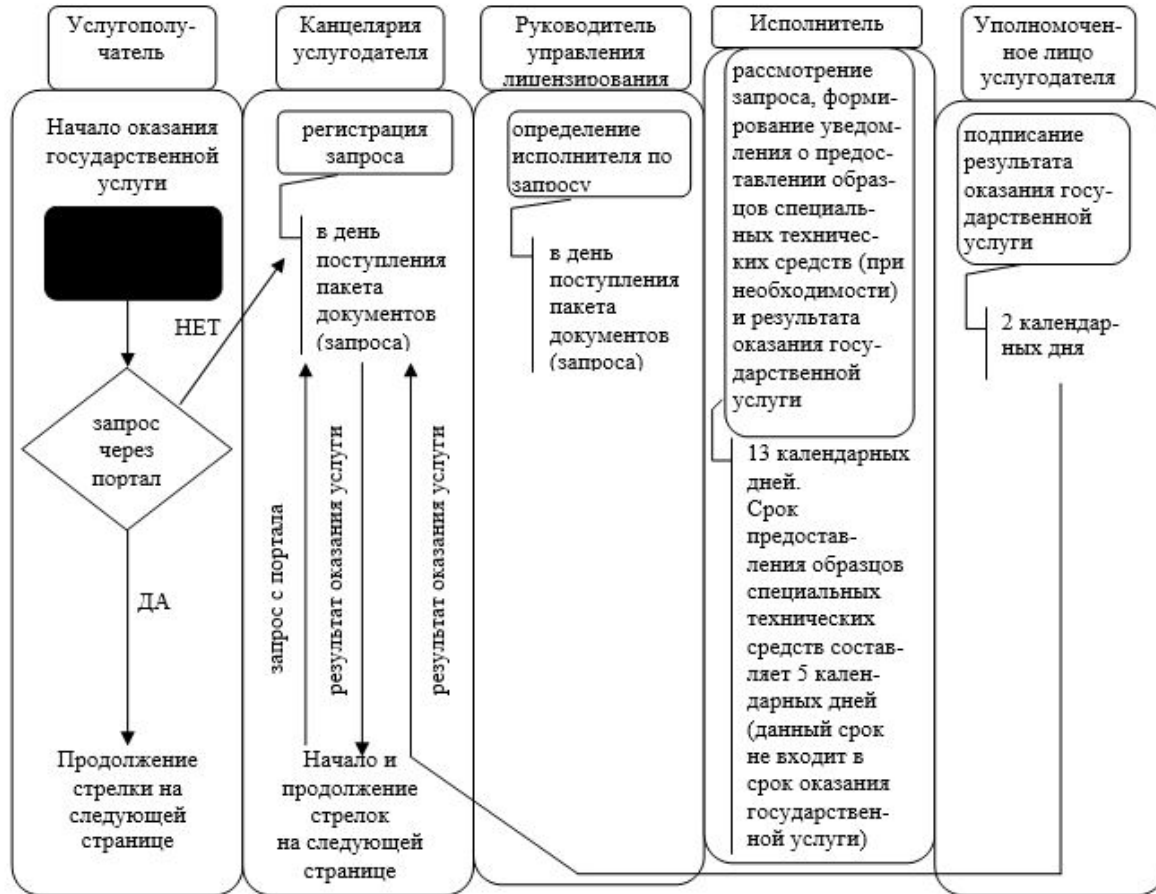 Услугополу-
чатель
Начало оказания
государственной
услуги
НЕТ
запрос
через
портал
ДА
Продолжение
стрелки на
следующей
странице
Канцелярия
услугодателя
регистрация
запроса
в день
поступления
пакета
документов
(запроса)
запрос с портала
результат оказания услуги
результат оказания услуги
Начало и
продолжение
стрелок
на следующей
странице
Руководитель
управления
лицензирования
определение
исполнителя по
запросу
в день
поступления
пакета
документов
(запроса)
Исполнитель
рассмотрение
запроса, форми-
рование уведом-
ления о предос-
тавлении образ-
цов специаль-
ных техничес-
ких средств (при
необходимости)
и результата
оказания госу-
дарственной
услуги
13 календарных
дней.
Срок
предостав-
ления образцов
специальных
технических
средств состав-
ляет 5 кален-
дарных дней
(данный срок
не входит в
срок оказания
государствен-
ной услуги)
Уполномочен-
ное лицо
услугодателя
подписание
результата
оказания госу-
дарственной
услуги
2 календар-
ных дня